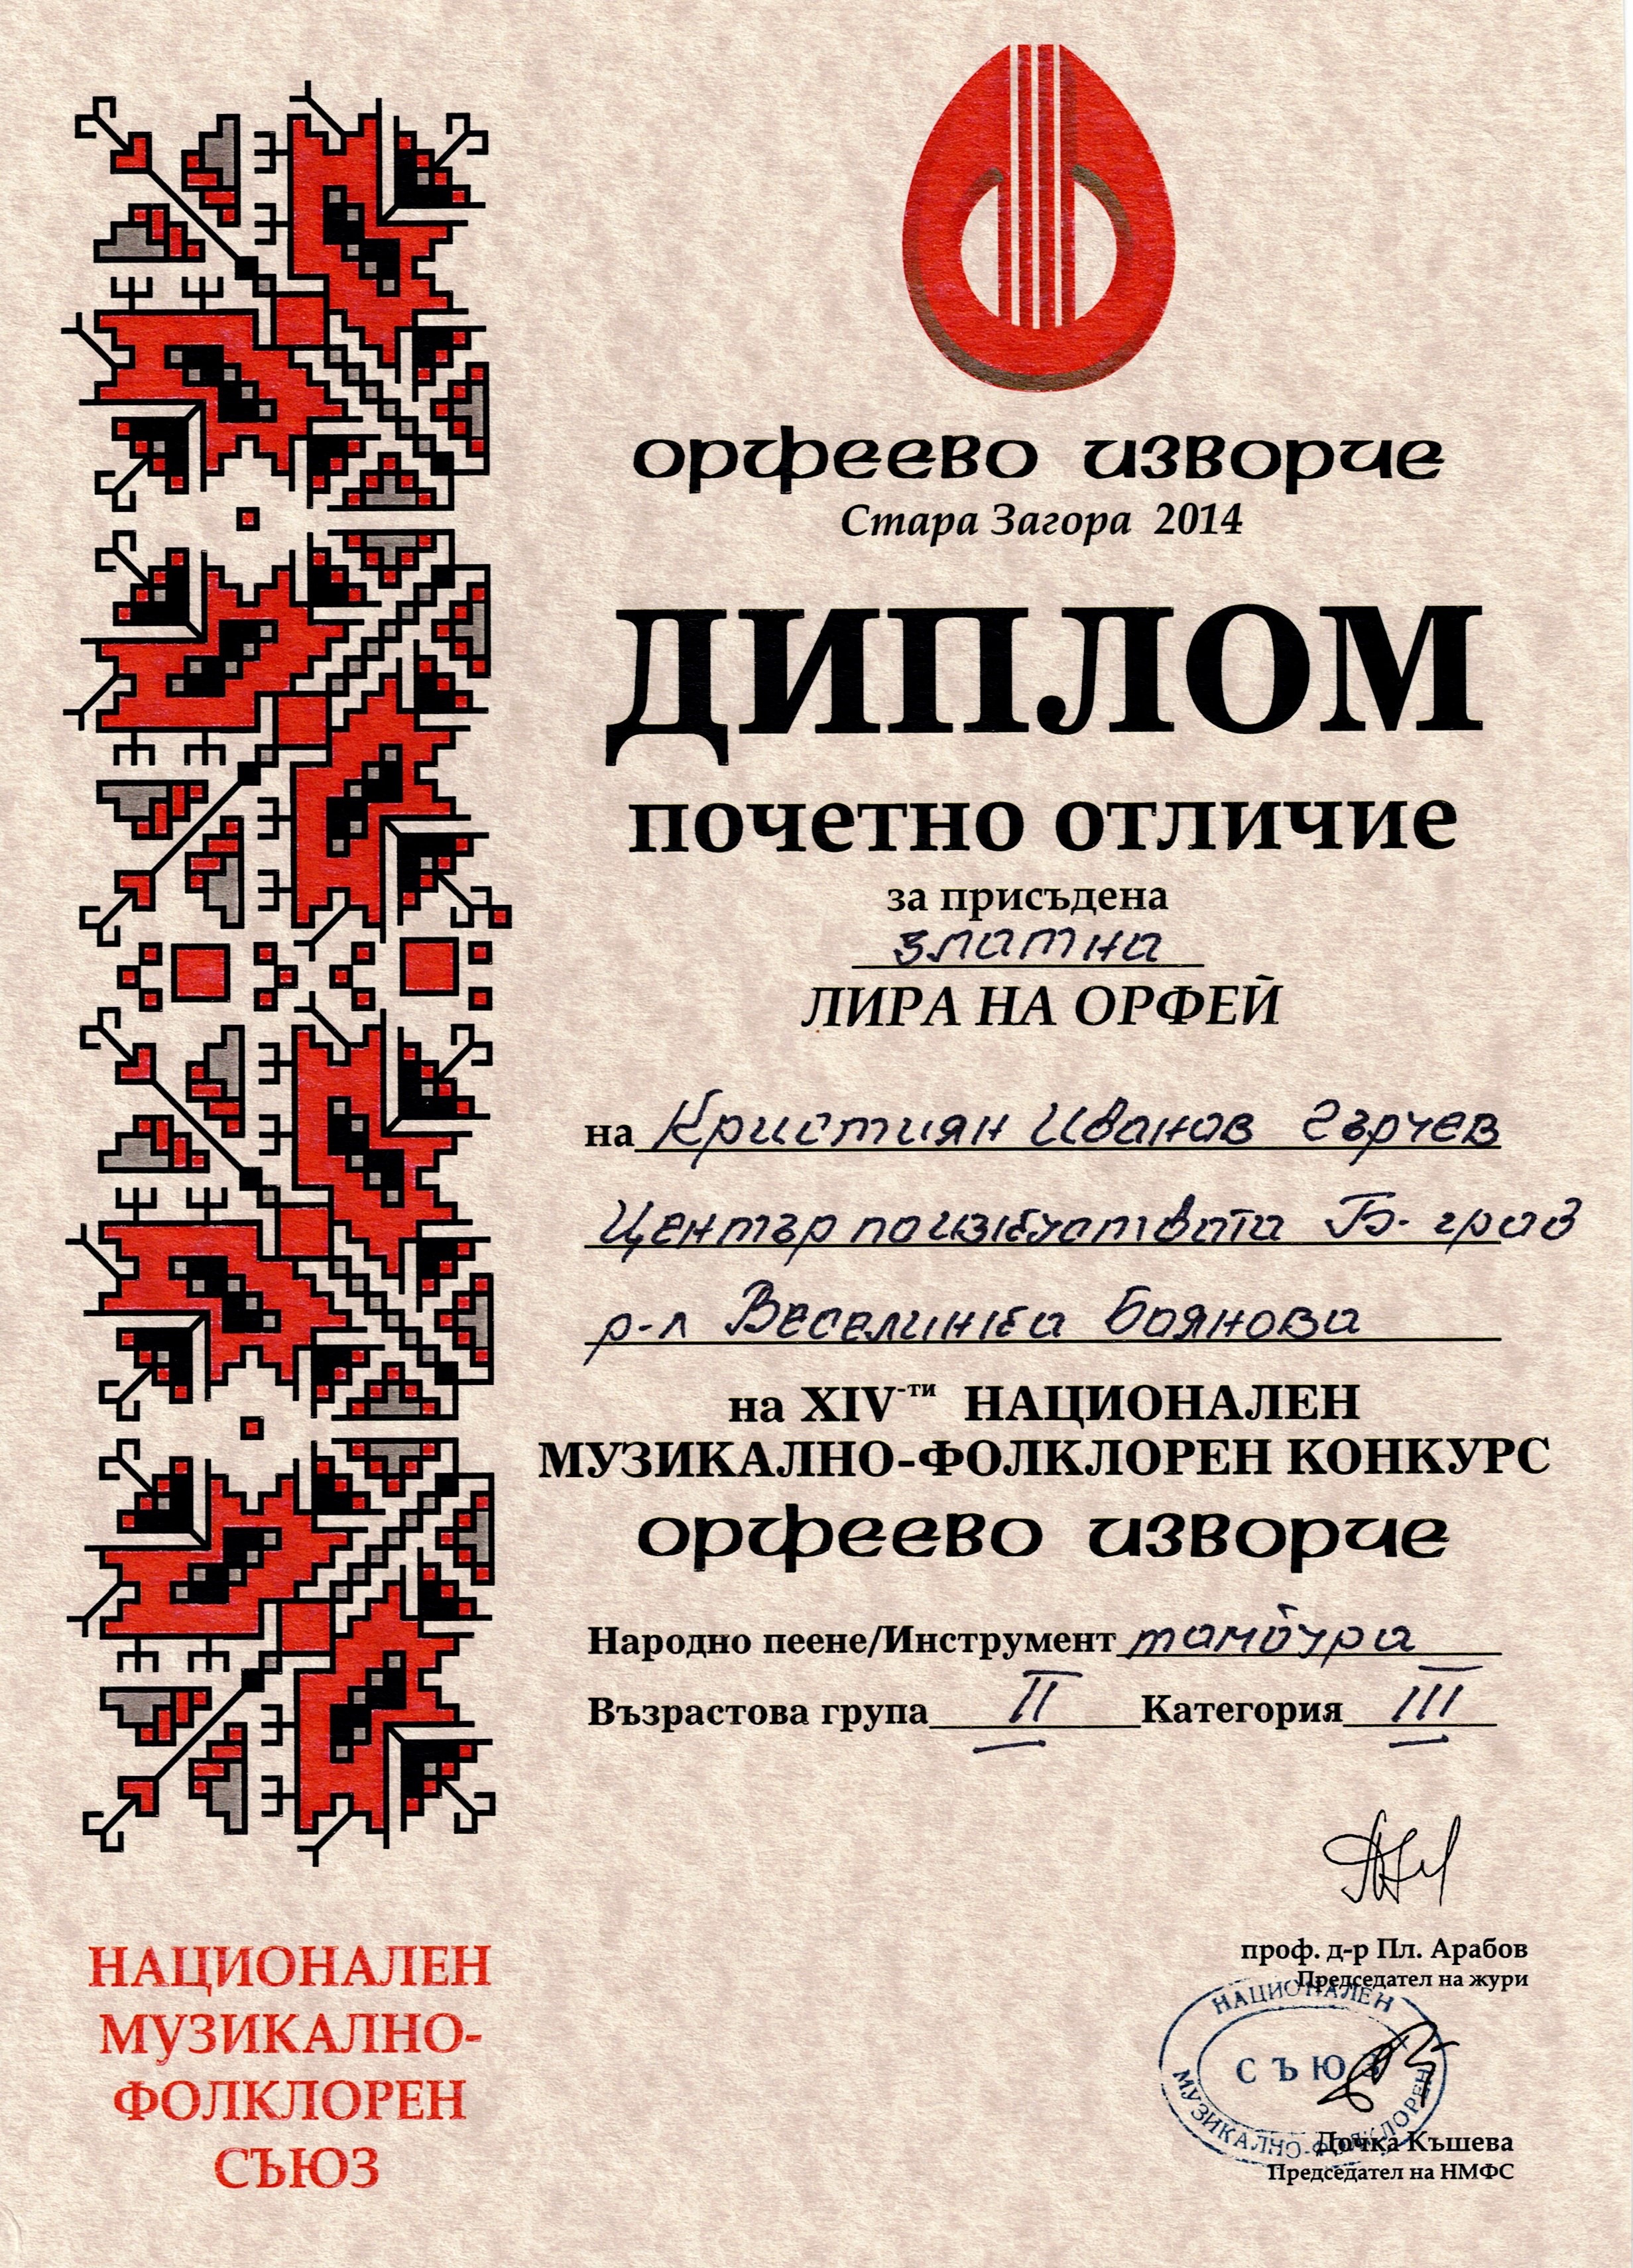 орфеево изворче
Стара Загора 2014
ДИПЛОМ
почетно отличие
за присъдена
златна
ЛИРА НА ОРФЕЙ
на Кристиян Иванов Гърчев
Център по изкуствата Б-град
р-л Веселинка Боянова
на XIV-ти НАЦИОНАЛЕН
МУЗИКАЛНО-ФОЛКЛОРЕН КОНКУРС
орфеево изворче
Народно пеене/Инструмент тамбура
Възрастова група II Категория III
проф. д-р Пл. Арабов
Председател на жури
НАЦИОНАЛЕН
СЪЮЗ
МУЗИКАЛНО-ФОЛКЛОРЕН
Дочка Къшева
Председател на НМФС
НАЦИОНАЛЕН
МУЗИКАЛНО-
ФОЛКЛОРЕН
СЪЮЗ